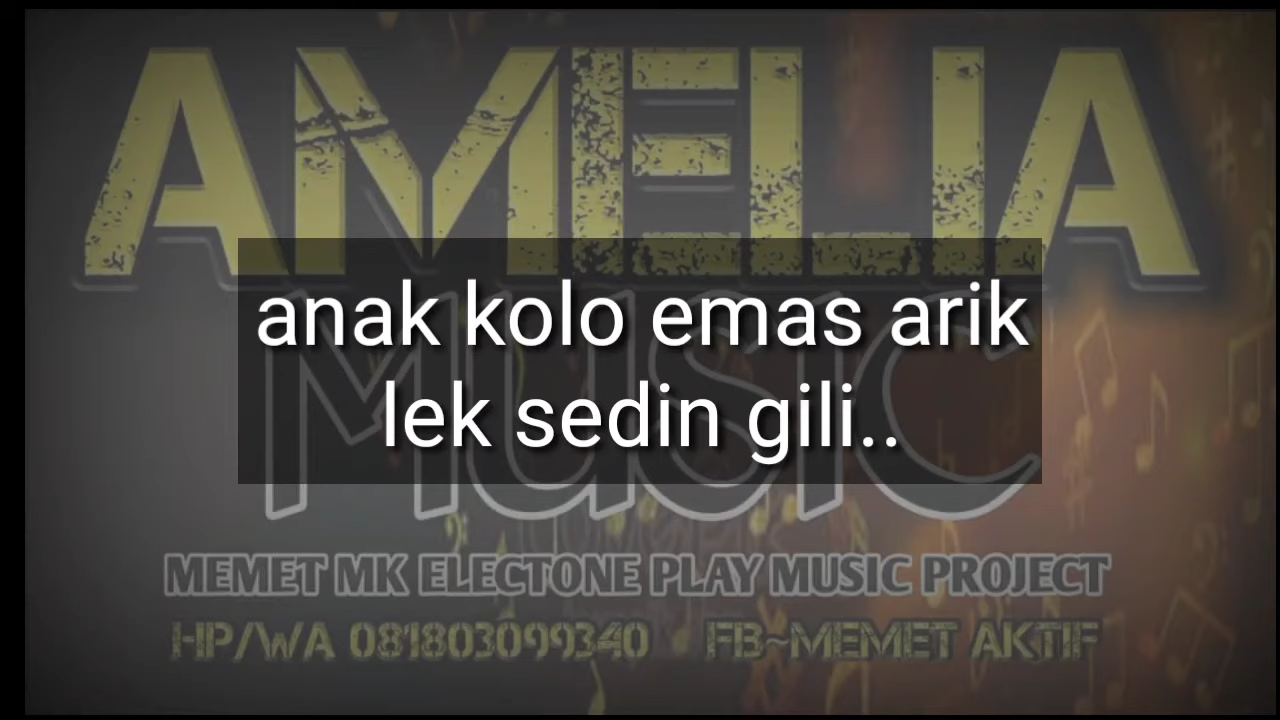 AMELIA
anak kolo emas arik
lek sedin gili..
MUSIC
MEMET MK ELECTONE PLAY MUSIC PROJECT
HP/WA 081803099340 FB~MEMET AKTIF